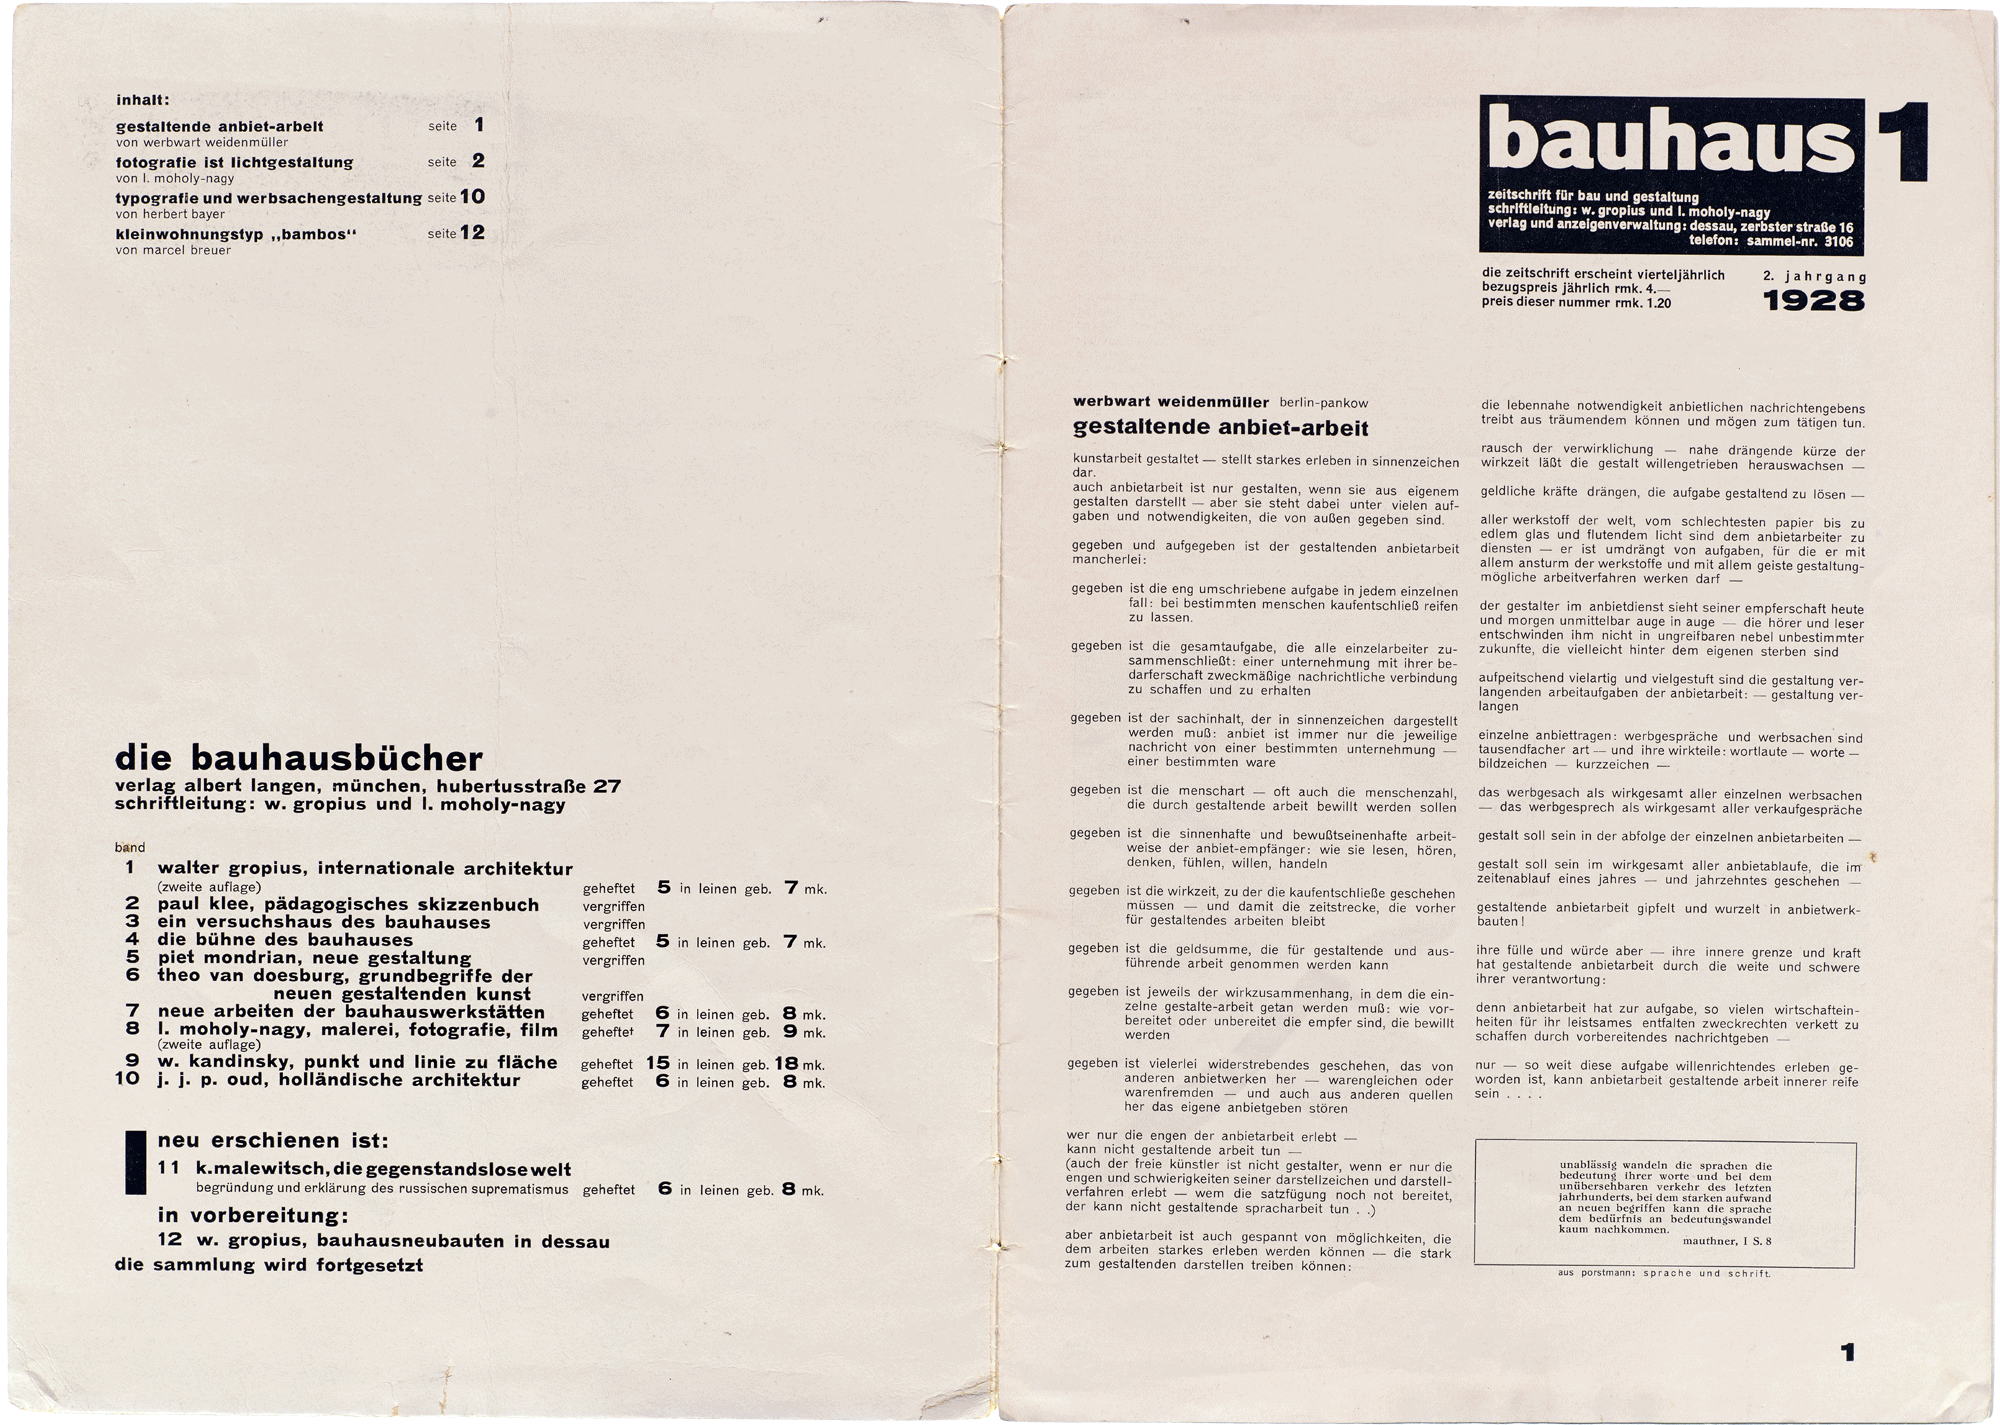 inhalt:
gestaltende anbiet-arbeit seite 1
von werbwart weidenmüller
fotografie ist lichtgestaltung seite 2
von l. moholy-nagy
typografie und werbsachengestaltung seite 10
von herbert bayer
kleinwohnungstyp „bambos“ seite 12
von marcel breuer
die bauhausbücher
verlag albert langen, münchen, hubertusstraße 27
schriftleitung: w. gropius und l. moholy-nagy
band
1 walter gropius, internationale architektur
(zweite auflage) geheftet 5 in leinen geb. 7 mk.
2 paul klee, pädagogisches skizzenbuch vergriffen
3 ein versuchshaus des bauhauses vergriffen
4 die bühne des bauhauses geheftet 5 in leinen geb. 7 mk.
5 piet mondrian, neue gestaltung vergriffen
6 theo van doesburg, grundbegriffe der
neuen gestaltenden kunst vergriffen
7 neue arbeiten der bauhauswerkstätten geheftet 6 in leinen geb. 8 mk.
8 l. moholy-nagy, malerei, fotografie, film geheftet 7 in leinen geb. 9 mk.
(zweite auflage)
9 w. kandinsky, punkt und linie zu fläche geheftet 15 in leinen geb. 18 mk.
10 j. j. p. oud, holländische architektur geheftet 6 in leinen geb. 8 mk.
neu erschienen ist:
11 k. malewitsch, die gegenstandslose welt
begründung und erklärung des russischen suprematismus geheftet 6 in leinen geb. 8 mk.
in vorbereitung:
12 w. gropius, bauhausneubauten in dessau
die sammlung wird fortgesetzt
bauhaus 1
zeitschrift für bau und gestaltung
schriftleitung: w. gropius und l. moholy-nagy
verlag und anzeigenverwaltung: dessau, zerbster straße 16
telefon: sammel-nr. 3106
die zeitschrift erscheint vierteljährlich
bezugspreis jährlich rmk. 4.—
preis dieser nummer rmk. 1.20
2. jahrgang
1928
werbwart weidenmüller berlin-pankow
gestaltende anbiet-arbeit
kunstarbeit gestaltet — stellt starkes erleben in sinnenzeichen
dar.
auch anbietarbeit ist nur gestalten, wenn sie aus eigenem
gestalten darstellt — aber sie steht dabei unter vielen auf-
gaben und notwendigkeiten, die von außen gegeben sind.
gegeben und aufgegeben ist der gestaltenden anbietarbeit
mancherlei:
gegeben ist die eng umschriebene aufgabe in jedem einzelnen
fall: bei bestimmten menschen kaufentschließ reifen
zu lassen.
gegeben ist die gesamtaufgabe, die alle einzelarbeiter zu-
sammenschließt: einer unternehmung mit ihrer be-
darferschaft zweckmäßige nachrichtliche verbindung
zu schaffen und zu erhalten
gegeben ist der sachinhalt, der in sinnenzeichen dargestellt
werden muß: anbiet ist immer nur die jeweilige
nachricht von einer bestimmten unternehmung —
einer bestimmten ware
gegeben ist die menschart — oft auch die menschenzahl,
die durch gestaltende arbeit bewillt werden sollen
gegeben ist die sinnenhafte und bewußtseinenhafte arbeit-
weise der anbiet-empfänger: wie sie lesen, hören,
denken, fühlen, willen, handeln
gegeben ist die wirkzeit, zu der die kaufentschließe geschehen
müssen — und damit die zeitstrecke, die vorher
für gestaltendes arbeiten bleibt
gegeben ist die geldsumme, die für gestaltende und aus-
führende arbeit genommen werden kann
gegeben ist jeweils der wirkzusammenhang, in dem die ein-
zelne gestalte-arbeit getan werden muß: wie vor-
bereitet oder unbereitet die empfer sind, die bewillt
werden
gegeben ist vielerlei widerstrebendes geschehen, das von
anderen anbietwerken her — warengleichen oder
warenfremden — und auch aus anderen quellen
her das eigene anbietgeben stören
wer nur die engen der anbietarbeit erlebt —
kann nicht gestaltende arbeit tun —
(auch der freie künstler ist nicht gestalter, wenn er nur die
engen und schwierigkeiten seiner darstellzeichen und darstell-
verfahren erlebt — wem die satzfügung noch not bereitet,
der kann nicht gestaltende spracharbeit tun . .)
aber anbietarbeit ist auch gespannt von möglichkeiten, die
dem arbeiten starkes erleben werden können — die stark
zum gestaltenden darstellen treiben können:
die lebennahe notwendigkeit anbietlichen nachrichtengebens
treibt aus träumendem können und mögen zum tätigen tun.
rausch der verwirklichung — nahe drängende kürze der
wirkzeit läßt die gestalt willengetrieben herauswachsen —
geldliche kräfte drängen, die aufgabe gestaltend zu lösen —
aller werkstoff der welt, vom schlechtesten papier bis zu
edlem glas und flutendem licht sind dem anbietarbeiter zu
diensten — er ist umdrängt von aufgaben, für die er mit
allem ansturm der werkstoffe und mit allem geiste gestaltung-
mögliche arbeitverfahren werken darf —
der gestalter im anbietdienst sieht seiner empferschaft heute
und morgen unmittelbar auge in auge — die hörer und leser
entschwinden ihm nicht in ungreifbaren nebel unbestimmter
zukunfte, die vielleicht hinter dem eigenen sterben sind
aufpeitschend vielartig und vielgestuft sind die gestaltung ver-
langenden arbeitaufgaben der anbietarbeit: — gestaltung ver-
langen
einzelne anbiettragen: werbgespräche und werbsachen sind
tausendfacher art — und ihre wirkteile: wortlaute — worte —
bildzeichen — kurzzeichen —
das werbgesach als wirkgesamt aller einzelnen werbsachen
— das werbgesprech als wirkgesamt aller verkaufgespräche
gestalt soll sein in der abfolge der einzelnen anbietarbeiten —
gestalt soll sein im wirkgesamt aller anbietablaufe, die im
zeitenablauf eines jahres — und jahrzehntes geschehen —
gestaltende anbietarbeit gipfelt und wurzelt in anbietwerk-
bauten!
ihre fülle und würde aber — ihre innere grenze und kraft
hat gestaltende anbietarbeit durch die weite und schwere
ihrer verantwortung:
denn anbietarbeit hat zur aufgabe, so vielen wirtschaftein-
heiten für ihr leistsames entfalten zweckrechten verkett zu
schaffen durch vorbereitendes nachrichtgeben —
nur — so weit diese aufgabe willenrichtendes erleben ge-
worden ist, kann anbietarbeit gestaltende arbeit innerer reife
sein . . . .
unablässig wandeln die sprachen die
bedeutung ihrer worte und bei dem
unübersehbaren verkehr des letzten
jahrhunderts, bei dem starken aufwand
an neuen begriffen kann die sprache
dem bedürfnis an bedeutungswandel
kaum nachkommen.
mauthner, I S. 8
aus porstmann: sprache und schrift.
1